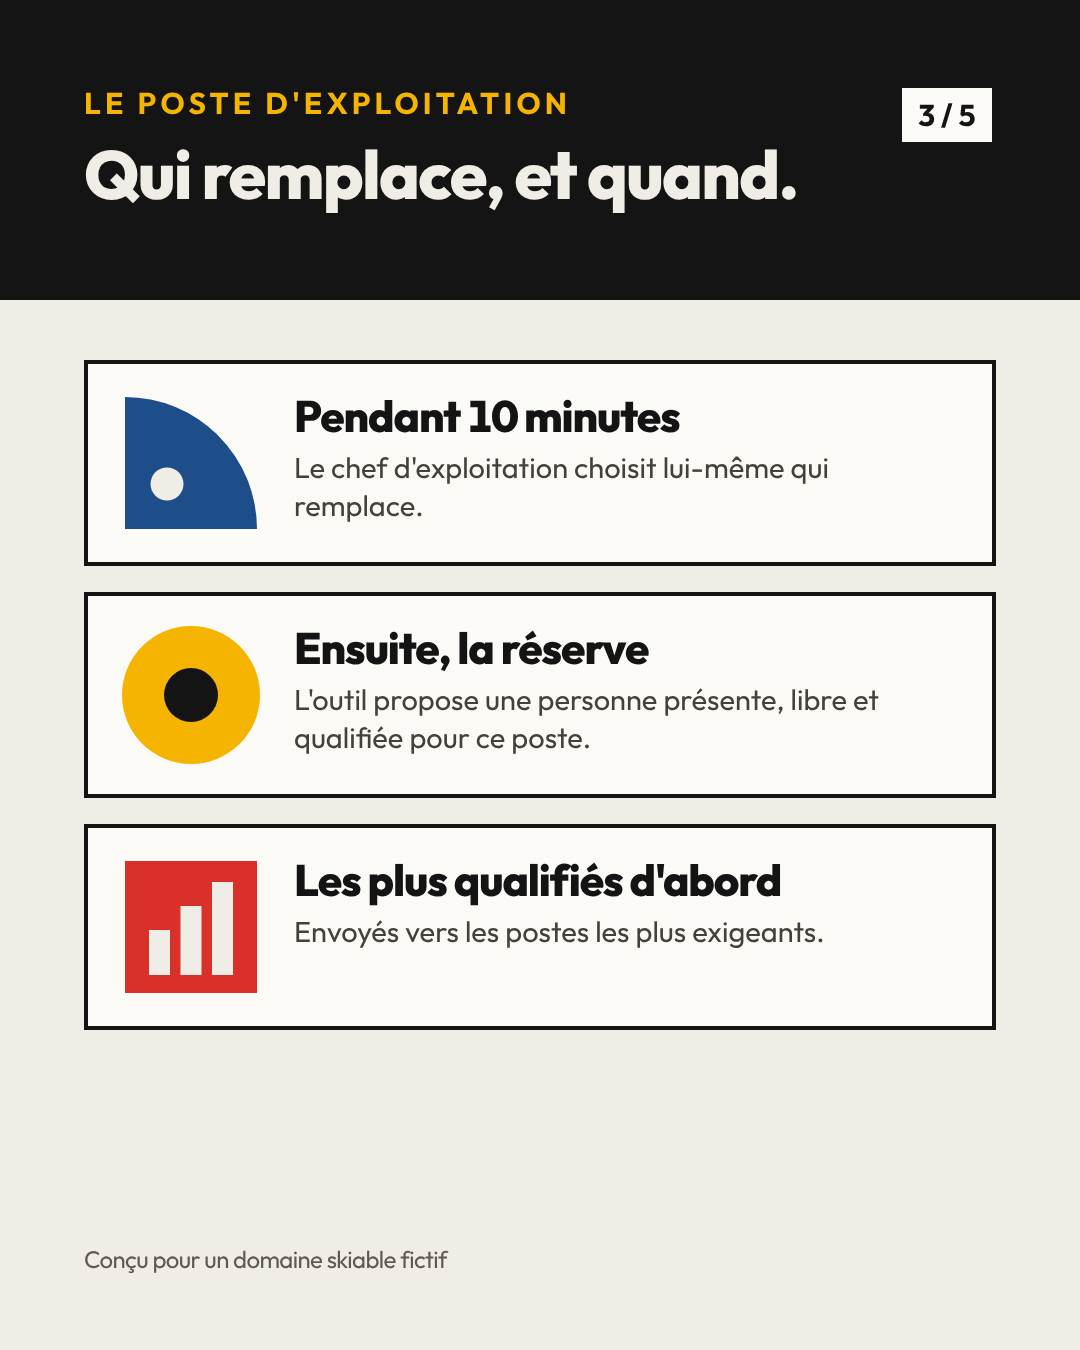 LE POSTE D'EXPLOITATION
3 / 5
Qui remplace, et quand.
Pendant 10 minutes
Le chef d'exploitation choisit lui-même qui
remplace.
Ensuite, la réserve
L'outil propose une personne présente, libre et
qualifiée pour ce poste.
Les plus qualifiés d'abord
Envoyés vers les postes les plus exigeants.
Conçu pour un domaine skiable fictif